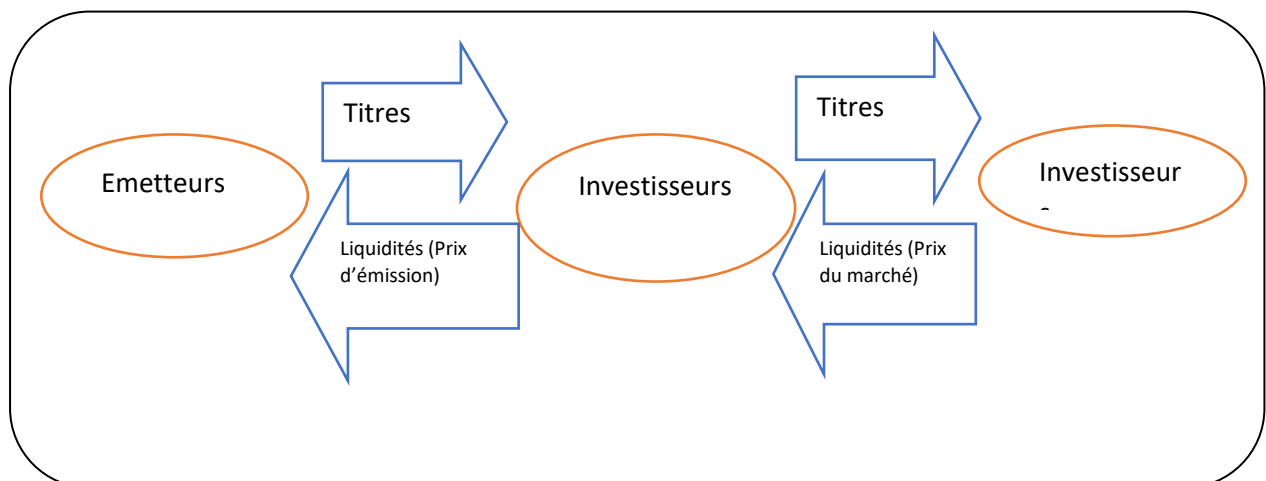 Titres
Titres
Emetteurs
Investisseurs
Investisseur
Liquidités (Prix
d’émission)
Liquidités (Prix
du marché)